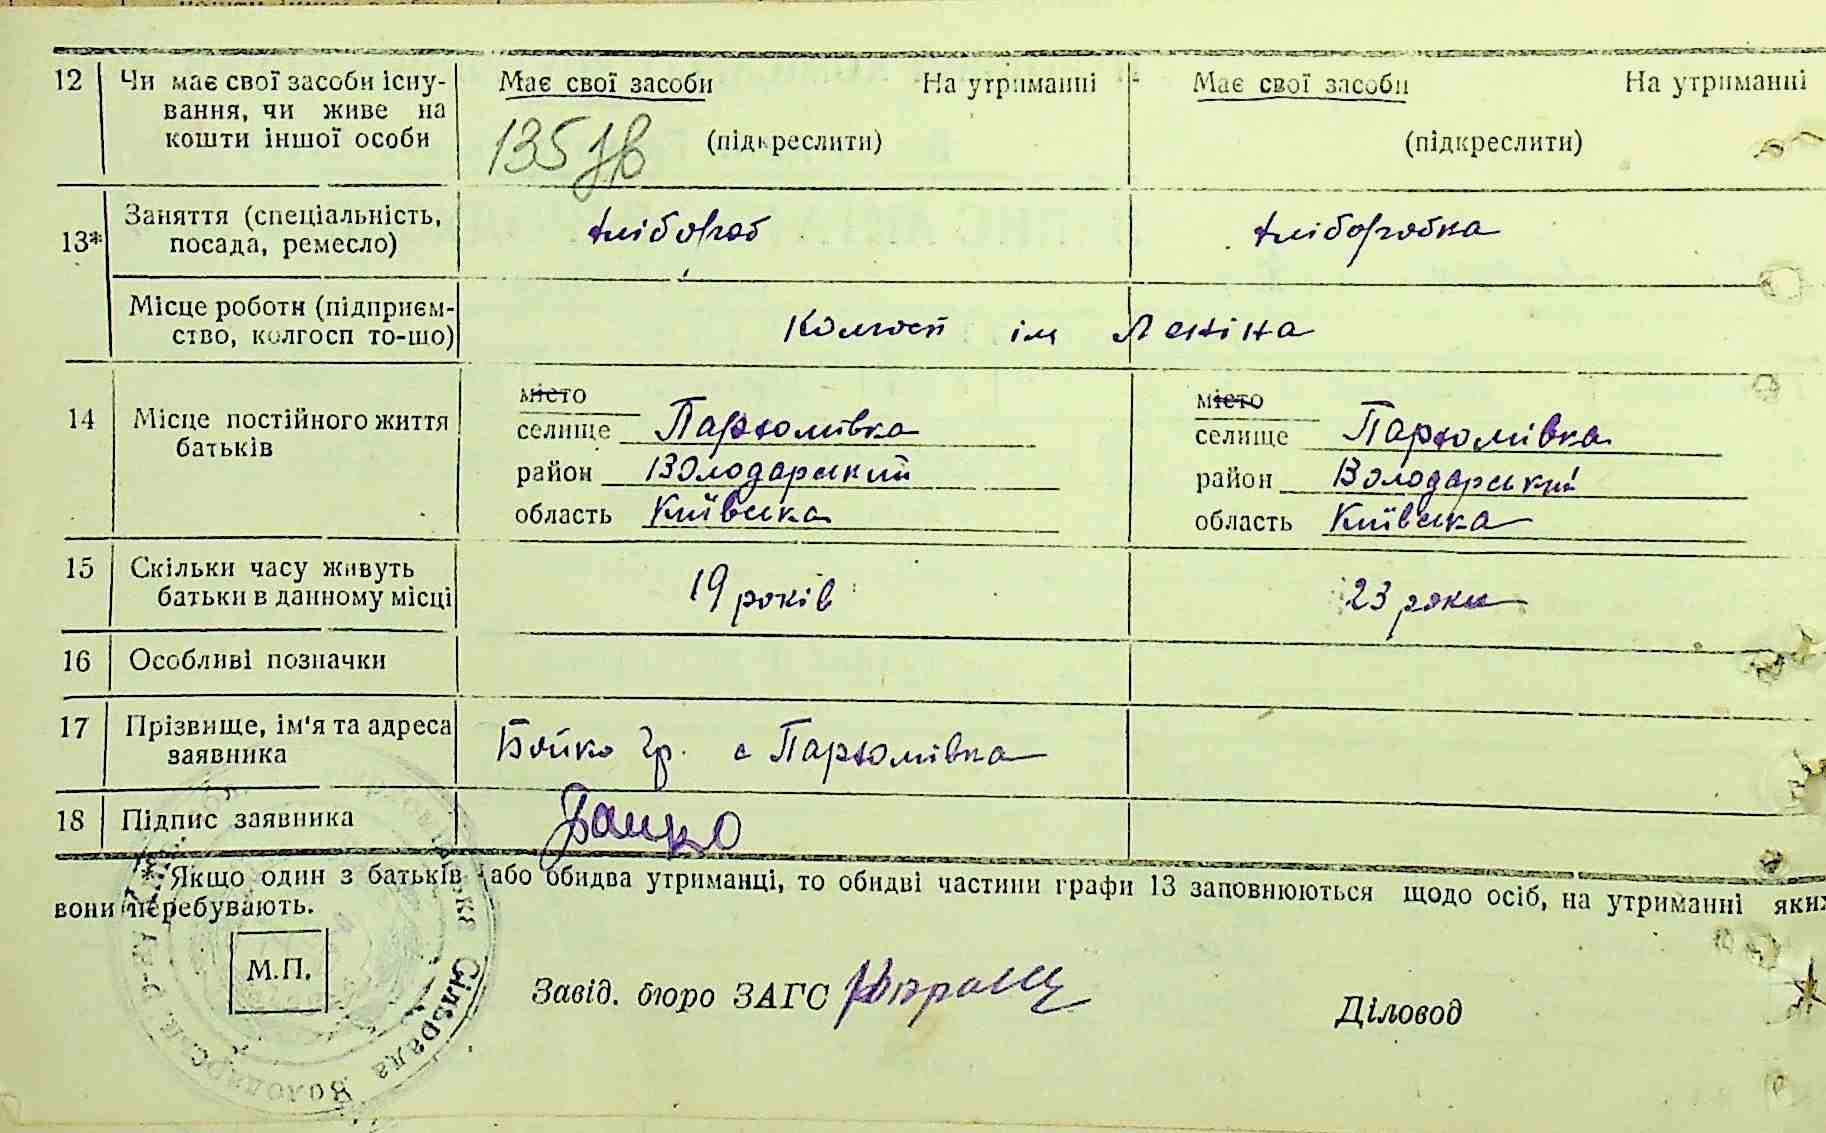 12 Чи має свої засоби існу-
вання, чи живе на
кошти іншої особи
Має свої засоби На утриманні
(підкреслити)
Має свої засоби На утриманні
(підкреслити)
135
13* Заняття (спеціальність,
посада, ремесло)
хлібороб
хліборобка
Місце роботи (підприєм-
ство, колгосп то-що)
Колгосп ім Леніна
14 Місце постійного життя
батьків
місто
селище Пархомівка
район Володарський
область Київська
місто
селище Пархомівка
район Володарський
область Київська
15 Скільки часу живуть
батьки в данному місці
19 років
23 роки
16 Особливі позначки
17 Прізвище, ім'я та адреса
заявника
Бойко Гр. с Пархомівка
18 Підпис заявника
* Якщо один з батьків або обидва утриманці, то обидві частини графи 13 заповнюються щодо осіб, на утриманні яких
вони перебувають.
М.П.
Завід. бюро ЗАГС
Діловод
Сільрада Володарс